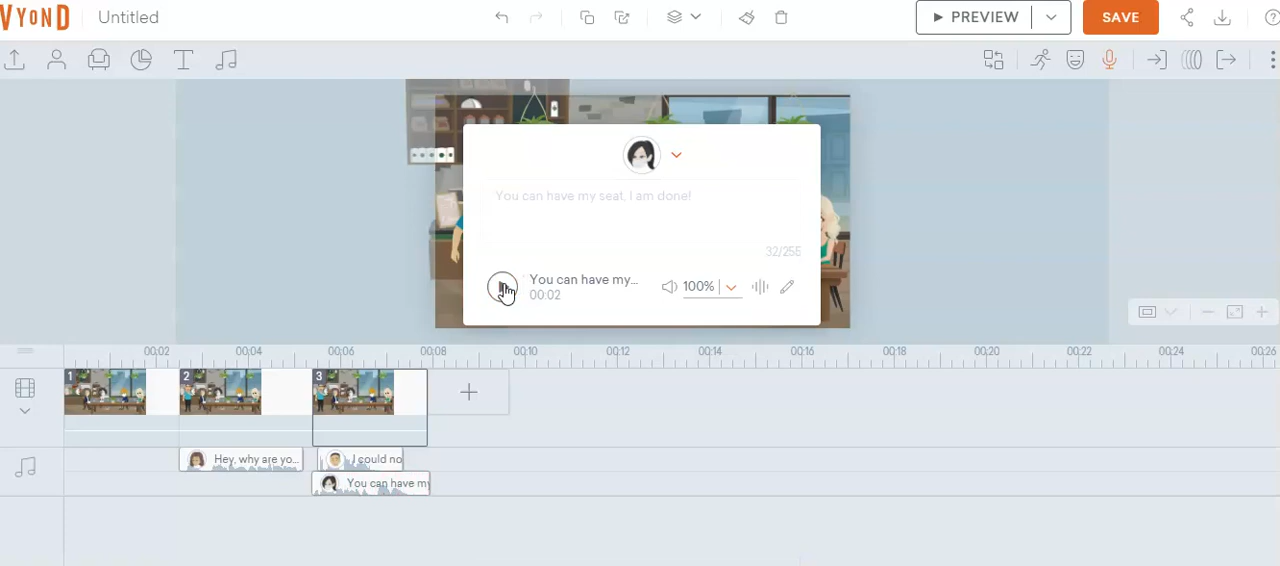 VYOND Untitled PREVIEW SAVE
You can have my seat, I am done!
32/255
You can have my... 100%
00:02
00:02 00:04 00:06 00:08 00:10 00:12 00:14 00:16 00:18 00:20 00:22 00:24 00:26
1 2 3
Hey, why are yo... I could no
You can have my